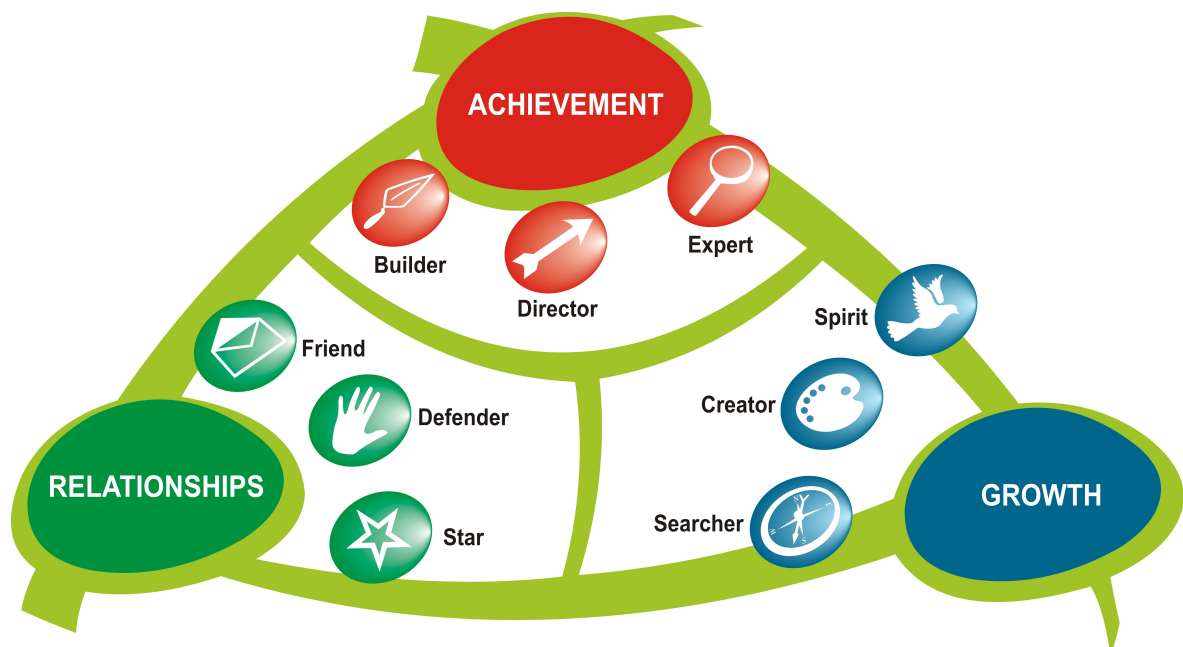 ACHIEVEMENT
Builder
Director
Expert
Spirit
Friend
Creator
Defender
RELATIONSHIPS
GROWTH
Searcher
Star
N
E
S
W